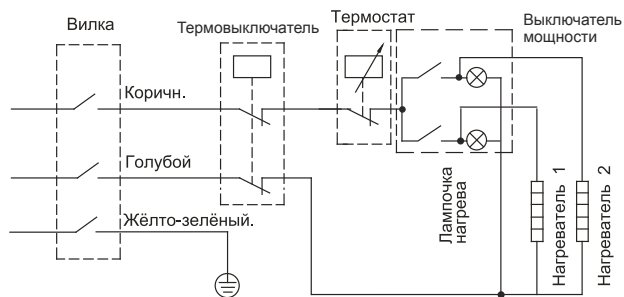 Вилка
Термовыключатель
Термостат
Выключатель
мощности
Коричн.
Голубой
Жёлто-зелёный.
Лампочка
нагрева
Нагреватель 1
Нагреватель 2